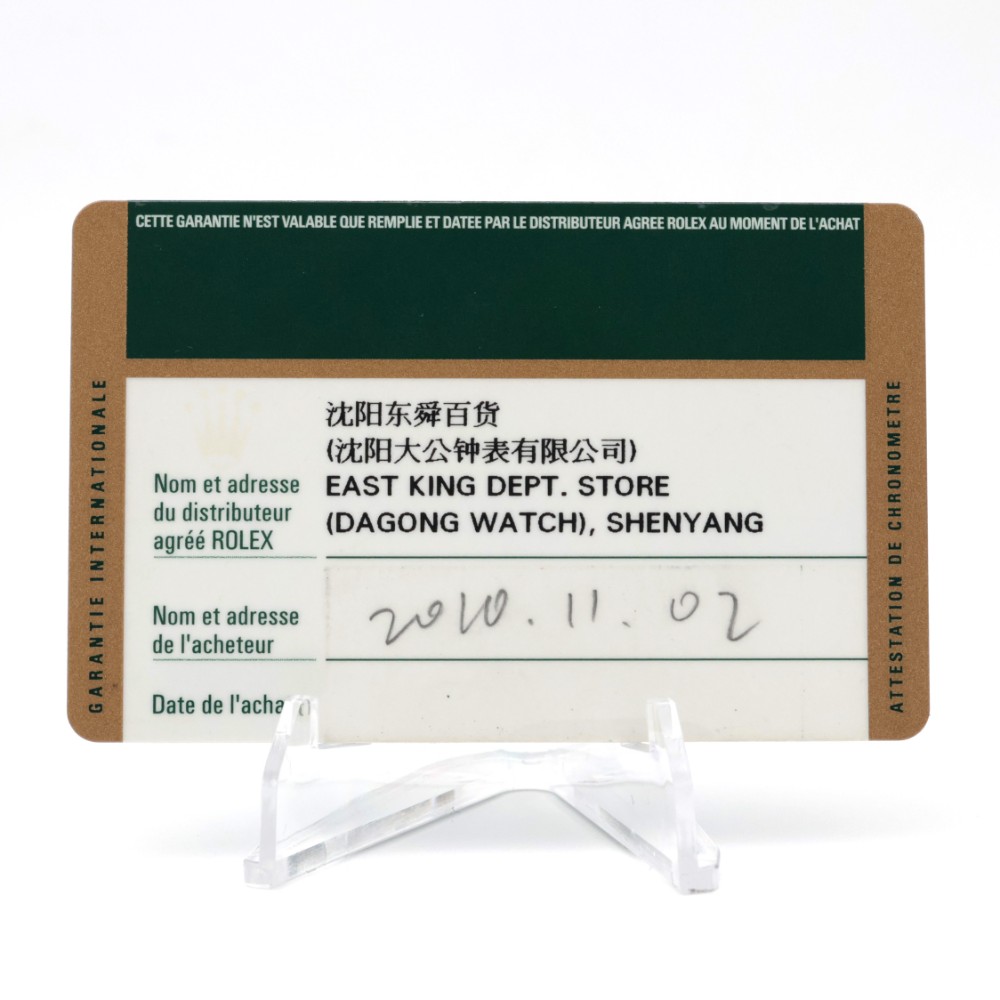 CETTE GARANTIE N'EST VALABLE QUE REMPLIE ET DATEE PAR LE DISTRIBUTEUR AGREE ROLEX AU MOMENT DE L'ACHAT
GARANTIE INTERNATIONALE
沈阳东舜百货
(沈阳大公钟表有限公司)
Nom et adresse
du distributeur
agréé ROLEX
EAST KING DEPT. STORE
(DAGONG WATCH), SHENYANG
Nom et adresse
de l'acheteur
2010.11.02
Date de l'acha
ATTESTATION DE CHRONOMETRE